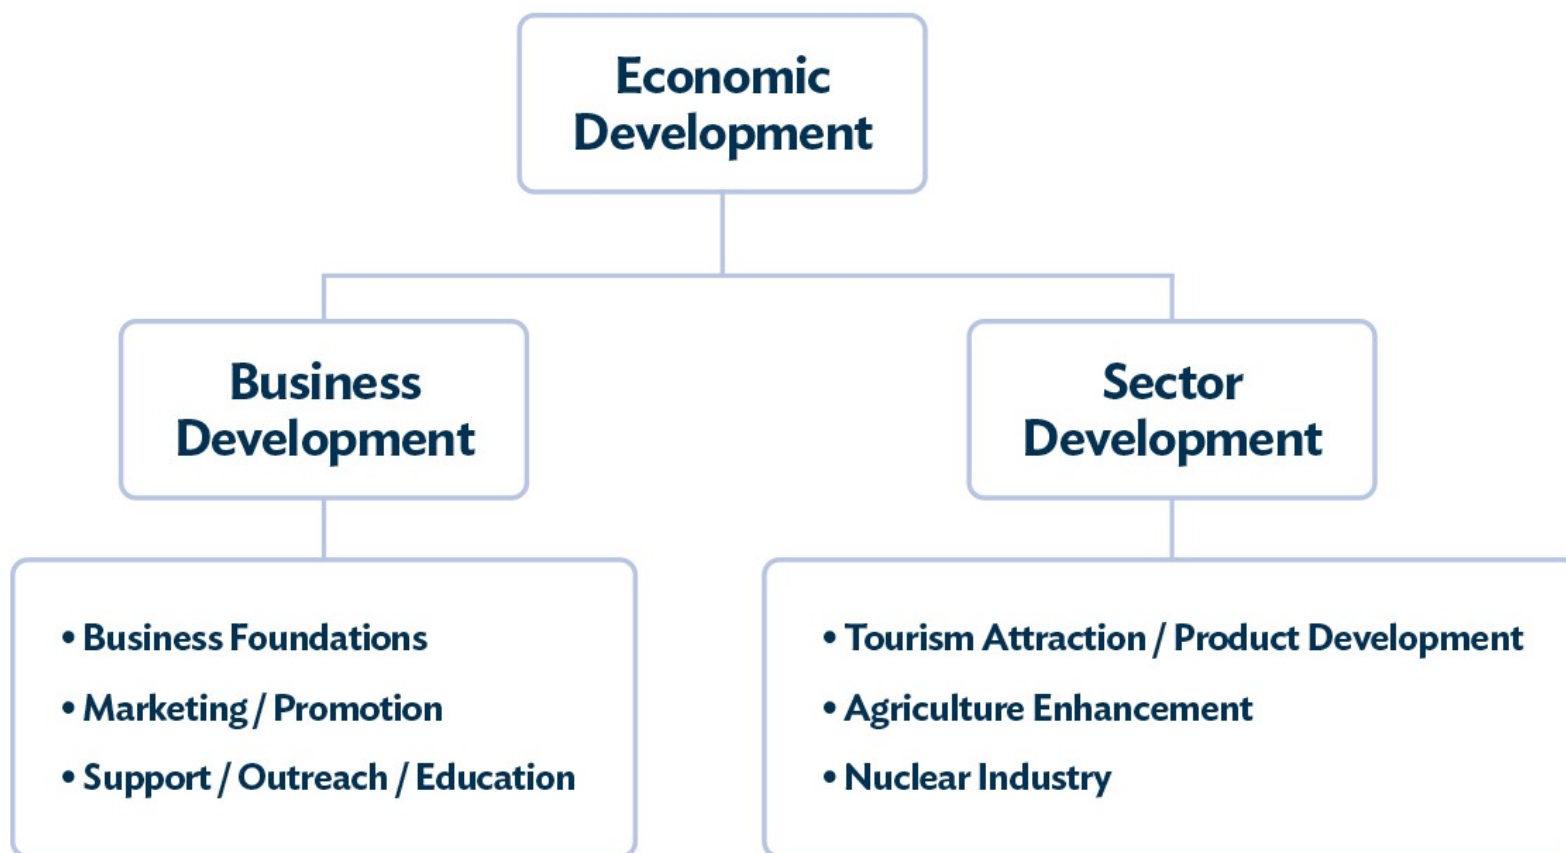 Economic
Development
Business
Development
Sector
Development
• Business Foundations
• Marketing / Promotion
• Support / Outreach / Education
• Tourism Attraction / Product Development
• Agriculture Enhancement
• Nuclear Industry